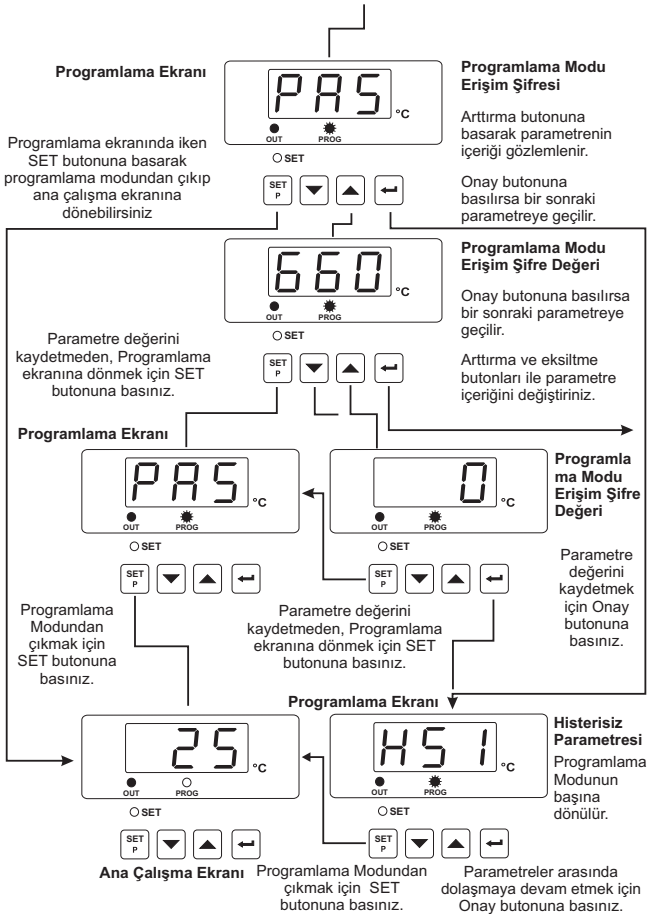 Programlama Ekranı
PAS
°C
OUT
PROG
SET
SET
P
Programlama Modu
Erişim Şifresi
Arttırma butonuna
basarak parametrenin
içeriği gözlemlenir.
Onay butonuna
basılırsa bir sonraki
parametreye geçilir.
Programlama ekranında iken
SET butonuna basarak
programlama modundan çıkıp
ana çalışma ekranına
dönebilirsiniz
660
°C
OUT
PROG
SET
SET
P
Programlama Modu
Erişim Şifre Değeri
Onay butonuna basılırsa
bir sonraki parametreye
geçilir.
Arttırma ve eksiltme
butonları ile parametre
içeriğini değiştiriniz.
Parametre değerini
kaydetmeden, Programlama
ekranına dönmek için SET
butonuna basınız.
Programlama Ekranı
PAS
°C
OUT
PROG
SET
SET
P
0
°C
OUT
PROG
SET
SET
P
Programla
ma Modu
Erişim Şifre
Değeri
Parametre
değerini
kaydetmek
için Onay
butonuna
basınız.
Programlama
Modundan
çıkmak için
SET butonuna
basınız.
Parametre değerini
kaydetmeden, Programlama
ekranına dönmek için SET
butonuna basınız.
Programlama Ekranı
25
°C
OUT
PROG
SET
SET
P
Ana Çalışma Ekranı
HS1
°C
OUT
PROG
SET
SET
P
Histerisiz
Parametresi
Programlama
Modunun
başına
dönülür.
Programlama Modundan
çıkmak için SET
butonuna basınız.
Parametreler arasında
dolaşmaya devam etmek için
Onay butonuna basınız.